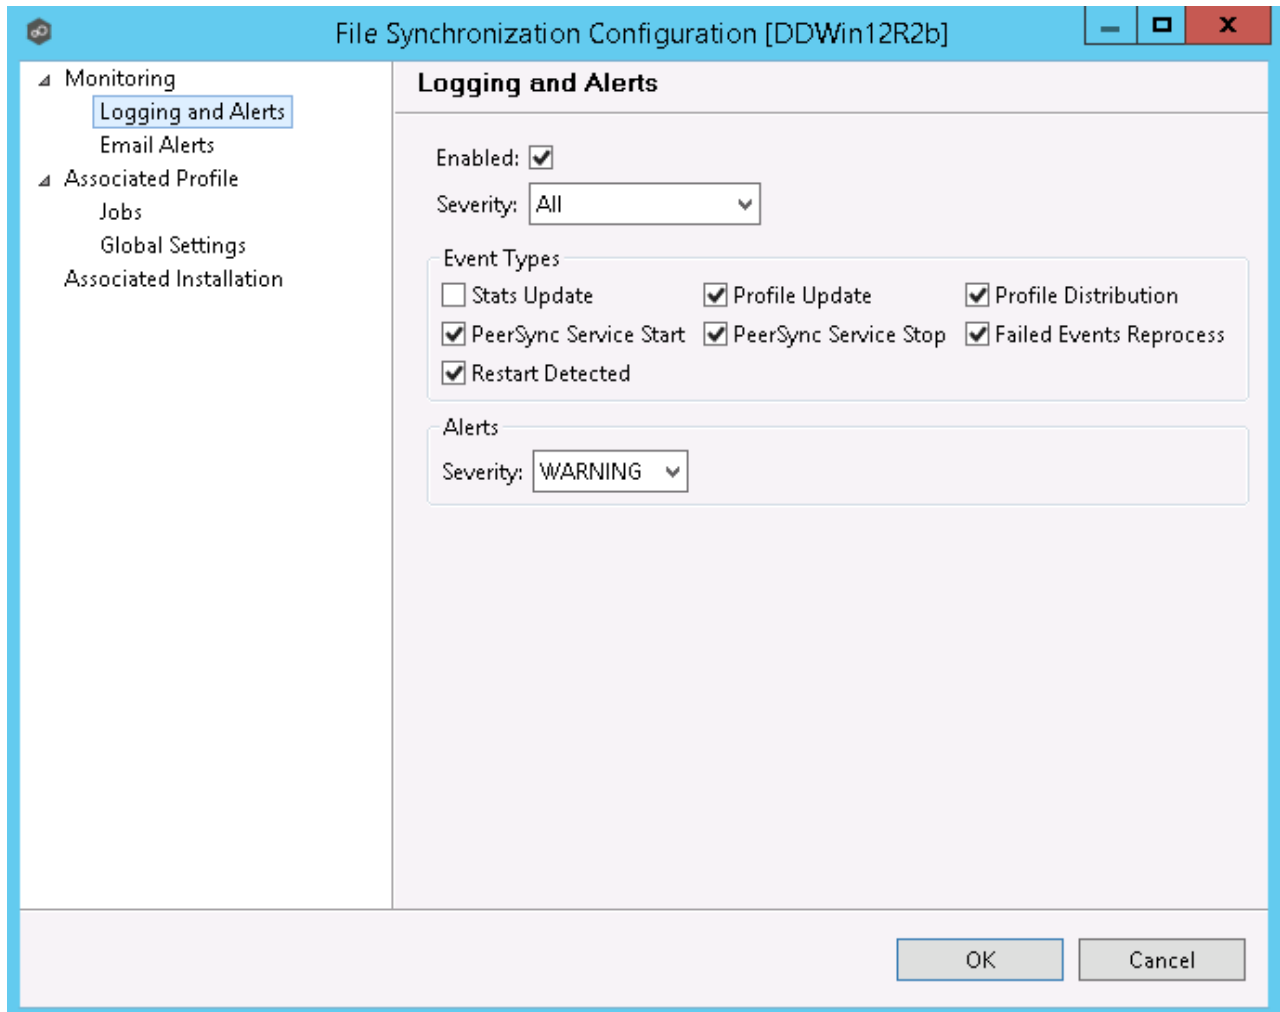 File Synchronization Configuration [DDWin12R2b]
Monitoring
Logging and Alerts
Email Alerts
Associated Profile
Jobs
Global Settings
Associated Installation
Logging and Alerts
Enabled:
Severity: All
Event Types
Stats Update Profile Update Profile Distribution
PeerSync Service Start PeerSync Service Stop Failed Events Reprocess
Restart Detected
Alerts
Severity: WARNING
OK Cancel